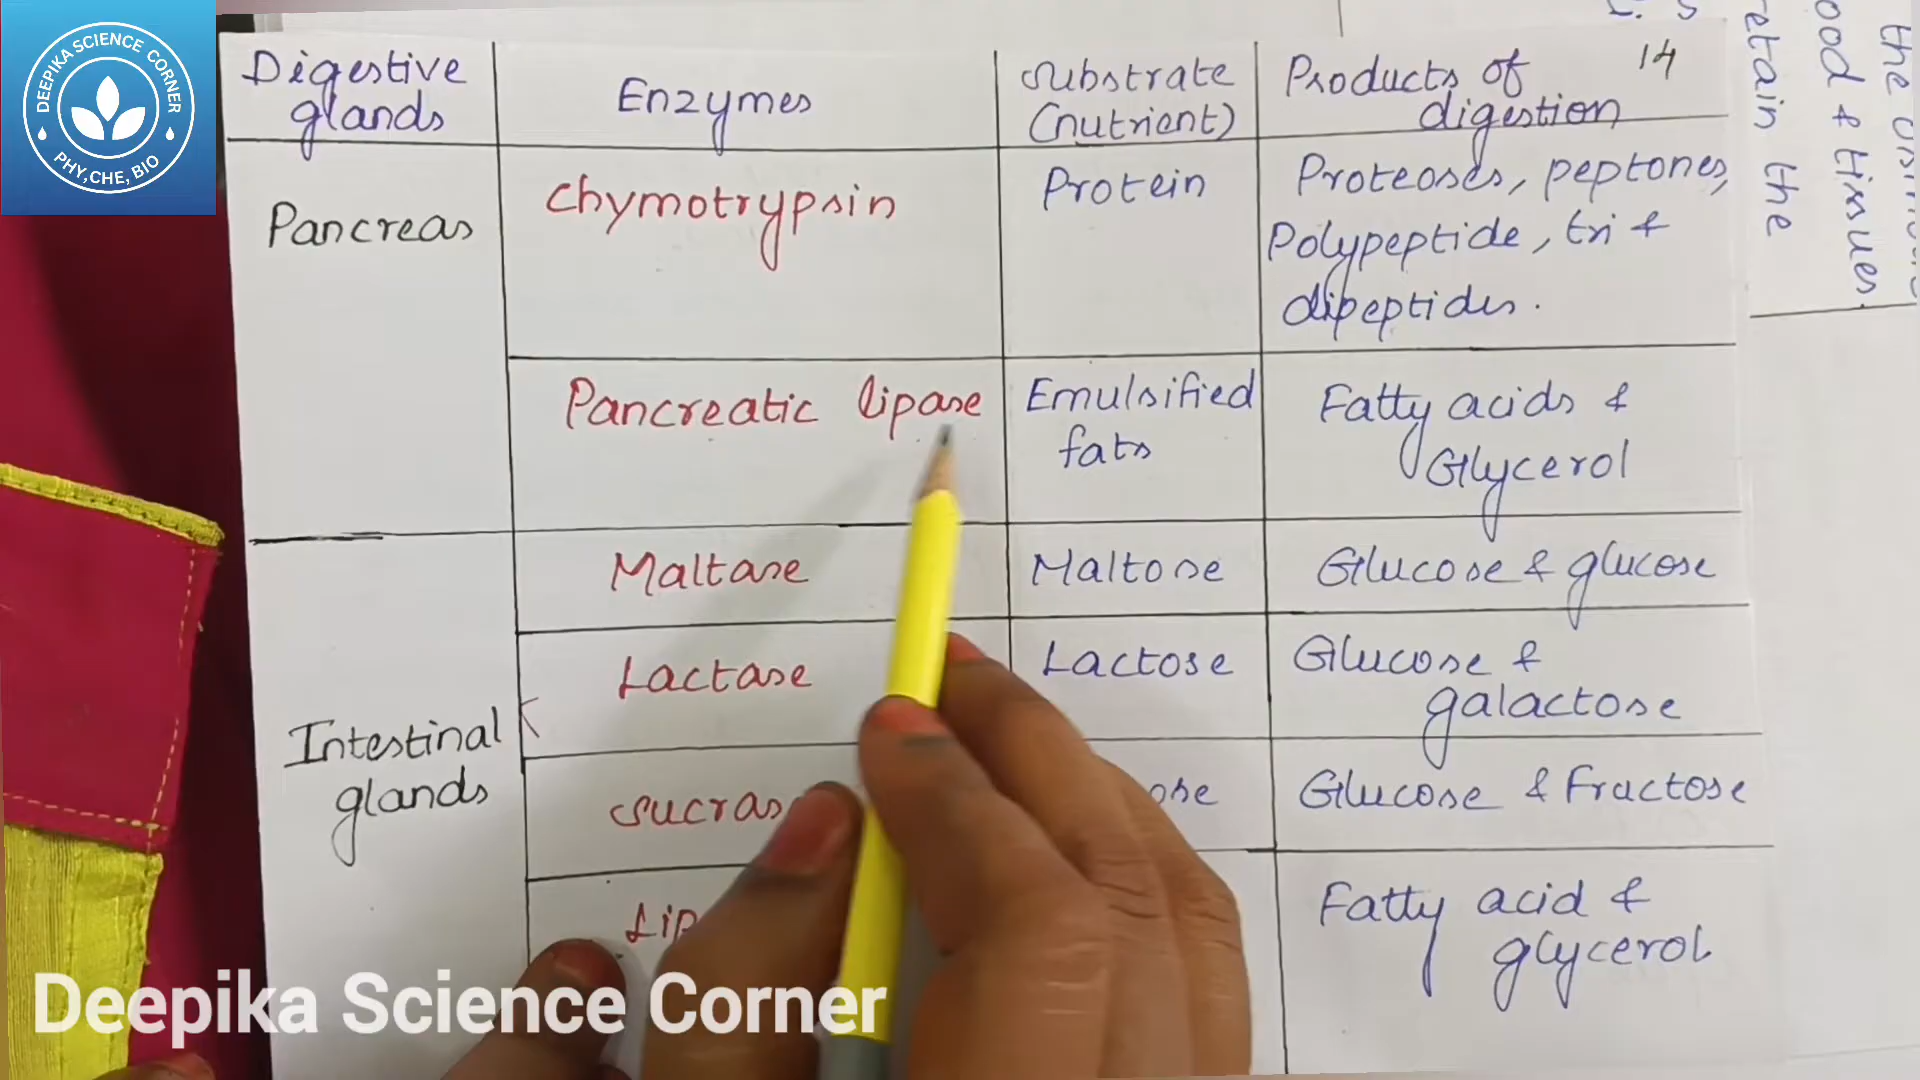 DEEPIKA SCIENCE CORNER
PHY,CHE, BIO
14
Digestive glands
Enzymes
Substrate (nutrient)
Products of digestion
Pancreas
Chymotrypsin
Protein
Proteoses, peptones,
Polypeptide, tri &
dipeptides.
Pancreatic lipase
Emulsified
fats
Fatty acids &
Glycerol
Intestinal
glands
Maltase
Maltose
Glucose & glucose
Lactase
Lactose
Glucose &
galactose
Glucose & Fructose
Fatty acid &
glycerol
etain the
ood & tissues.
the
Deepika Science Corner